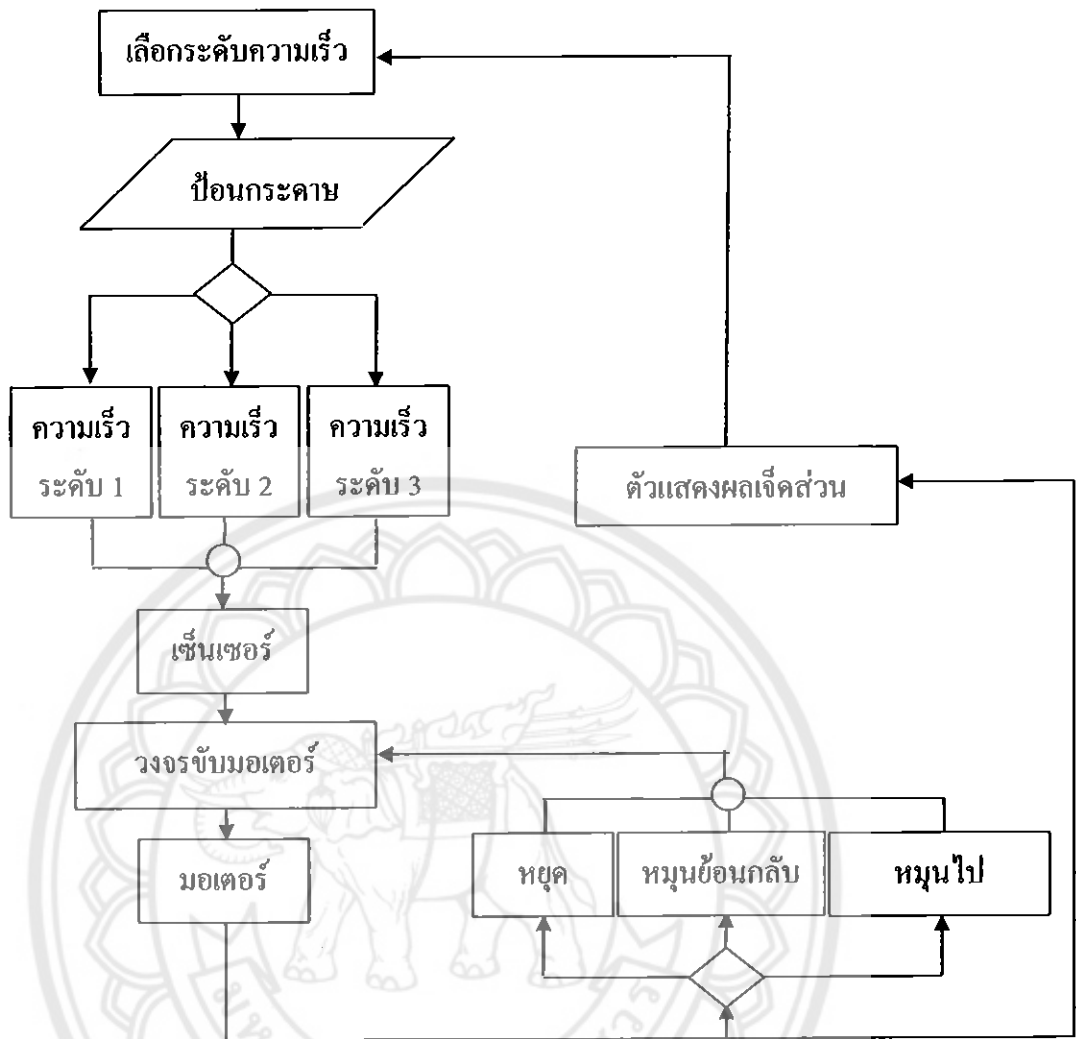 เลือกระดับความเร็ว
ป้อนกระดาษ
ความเร็ว
ระดับ 1
ความเร็ว
ระดับ 2
ความเร็ว
ระดับ 3
ตัวแสดงผลเจ็ดส่วน
เซ็นเซอร์
วงจรขับมอเตอร์
มอเตอร์
หยุด
หมุนย้อนกลับ
หมุนไป